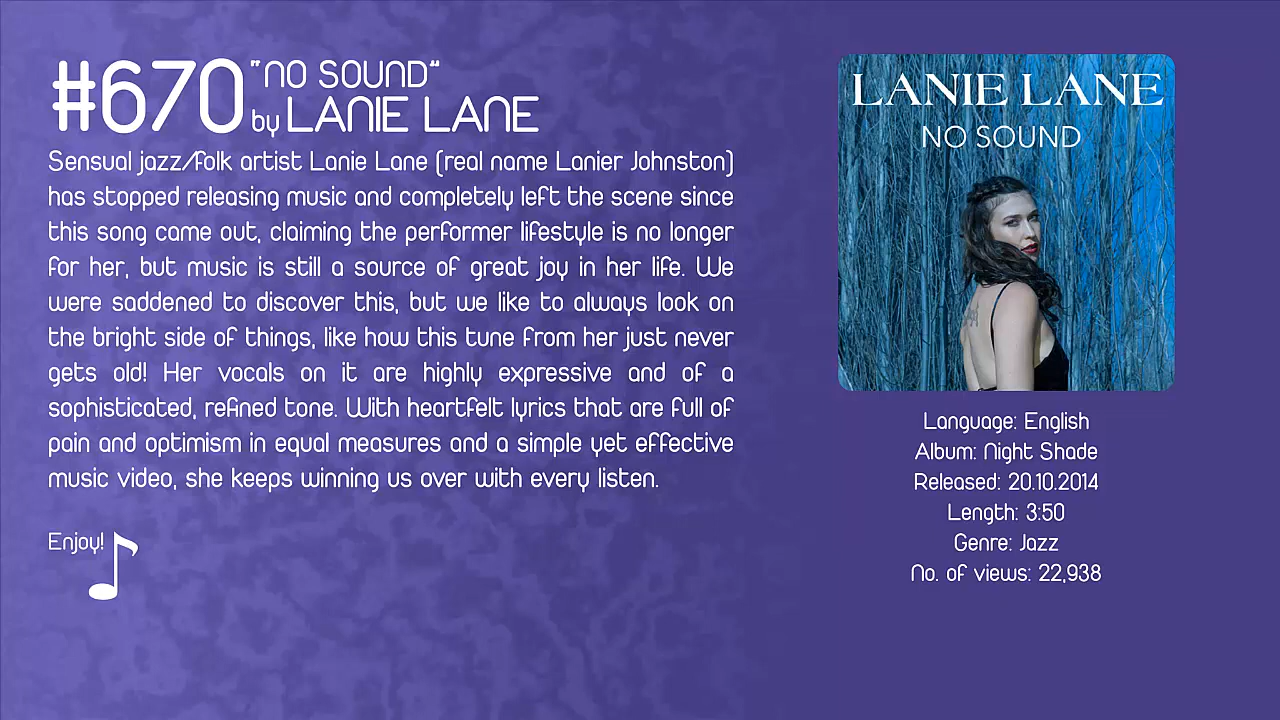 #670 "NO SOUND"
by LANIE LANE
Sensual jazz/folk artist Lanie Lane (real name Lanier Johnston)
has stopped releasing music and completely left the scene since
this song came out, claiming the performer lifestyle is no longer
for her, but music is still a source of great joy in her life. We
were saddened to discover this, but we like to always look on
the bright side of things, like how this tune from her just never
gets old! Her vocals on it are highly expressive and of a
sophisticated, refined tone. With heartfelt lyrics that are full of
pain and optimism in equal measures and a simple yet effective
music video, she keeps winning us over with every listen.
Enjoy!
LANIE LANE
NO SOUND
Language: English
Album: Night Shade
Released: 20.10.2014
Length: 3:50
Genre: Jazz
No. of views: 22,938